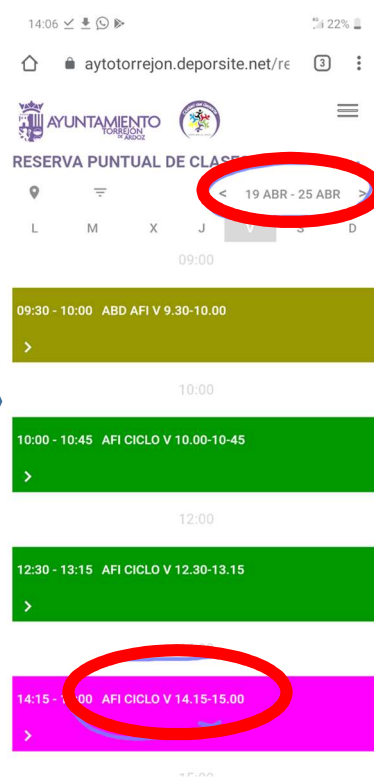 14:06 22%
aytotorrejon.deporsite.net/re 3
AYUNTAMIENTO
TORREJÓN
DE ARDOZ
RESERVA PUNTUAL DE CLASES
< 19 ABR - 25 ABR >
L M X J V S D
09:00
09:30 - 10:00 ABD AFI V 9.30-10.00
>
10:00
10:00 - 10:45 AFI CICLO V 10.00-10-45
>
12:00
12:30 - 13:15 AFI CICLO V 12.30-13.15
>
14:15 - AFI CICLO V 14.15-15.00
>
15:00